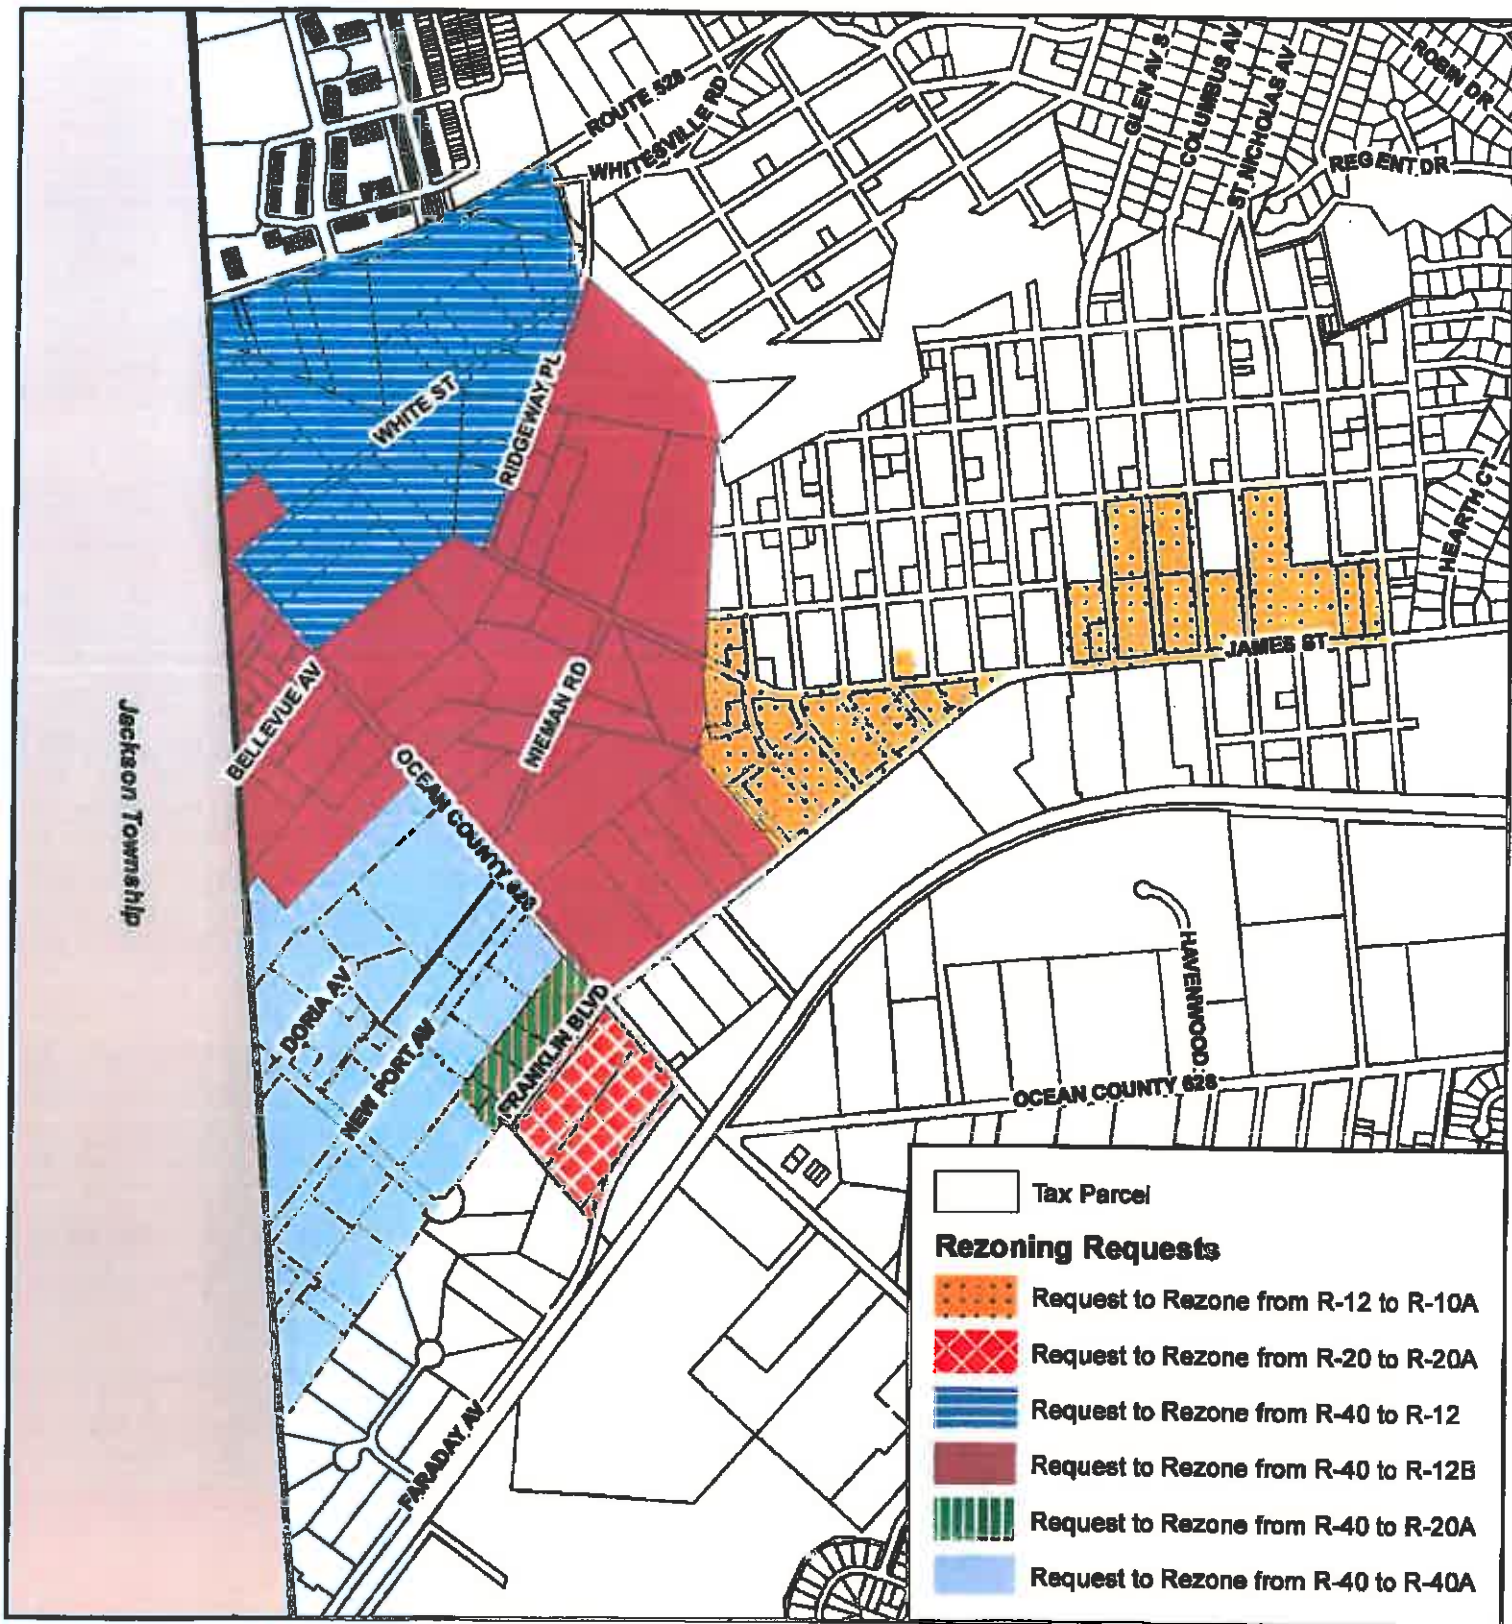 ROUTE 528
WHITESVILLE RD
GLEN AV S
COLUMBUS AV
ST. NICHOLAS AV
ROBIN DR
REGENT DR
WHITE ST
RIDGEWAY PL
HEARTH CT
JAMES ST
BELLEVUE AV
NIEMAN RD
Jackson Township
OCEAN COUNTY 628
DORIA AV
NEW PORT AV
FRANKLIN BLVD
HAVENWOOD
OCEAN COUNTY 628
FARADAY AV
Tax Parcel
Rezoning Requests
Request to Rezone from R-12 to R-10A
Request to Rezone from R-20 to R-20A
Request to Rezone from R-40 to R-12
Request to Rezone from R-40 to R-12B
Request to Rezone from R-40 to R-20A
Request to Rezone from R-40 to R-40A